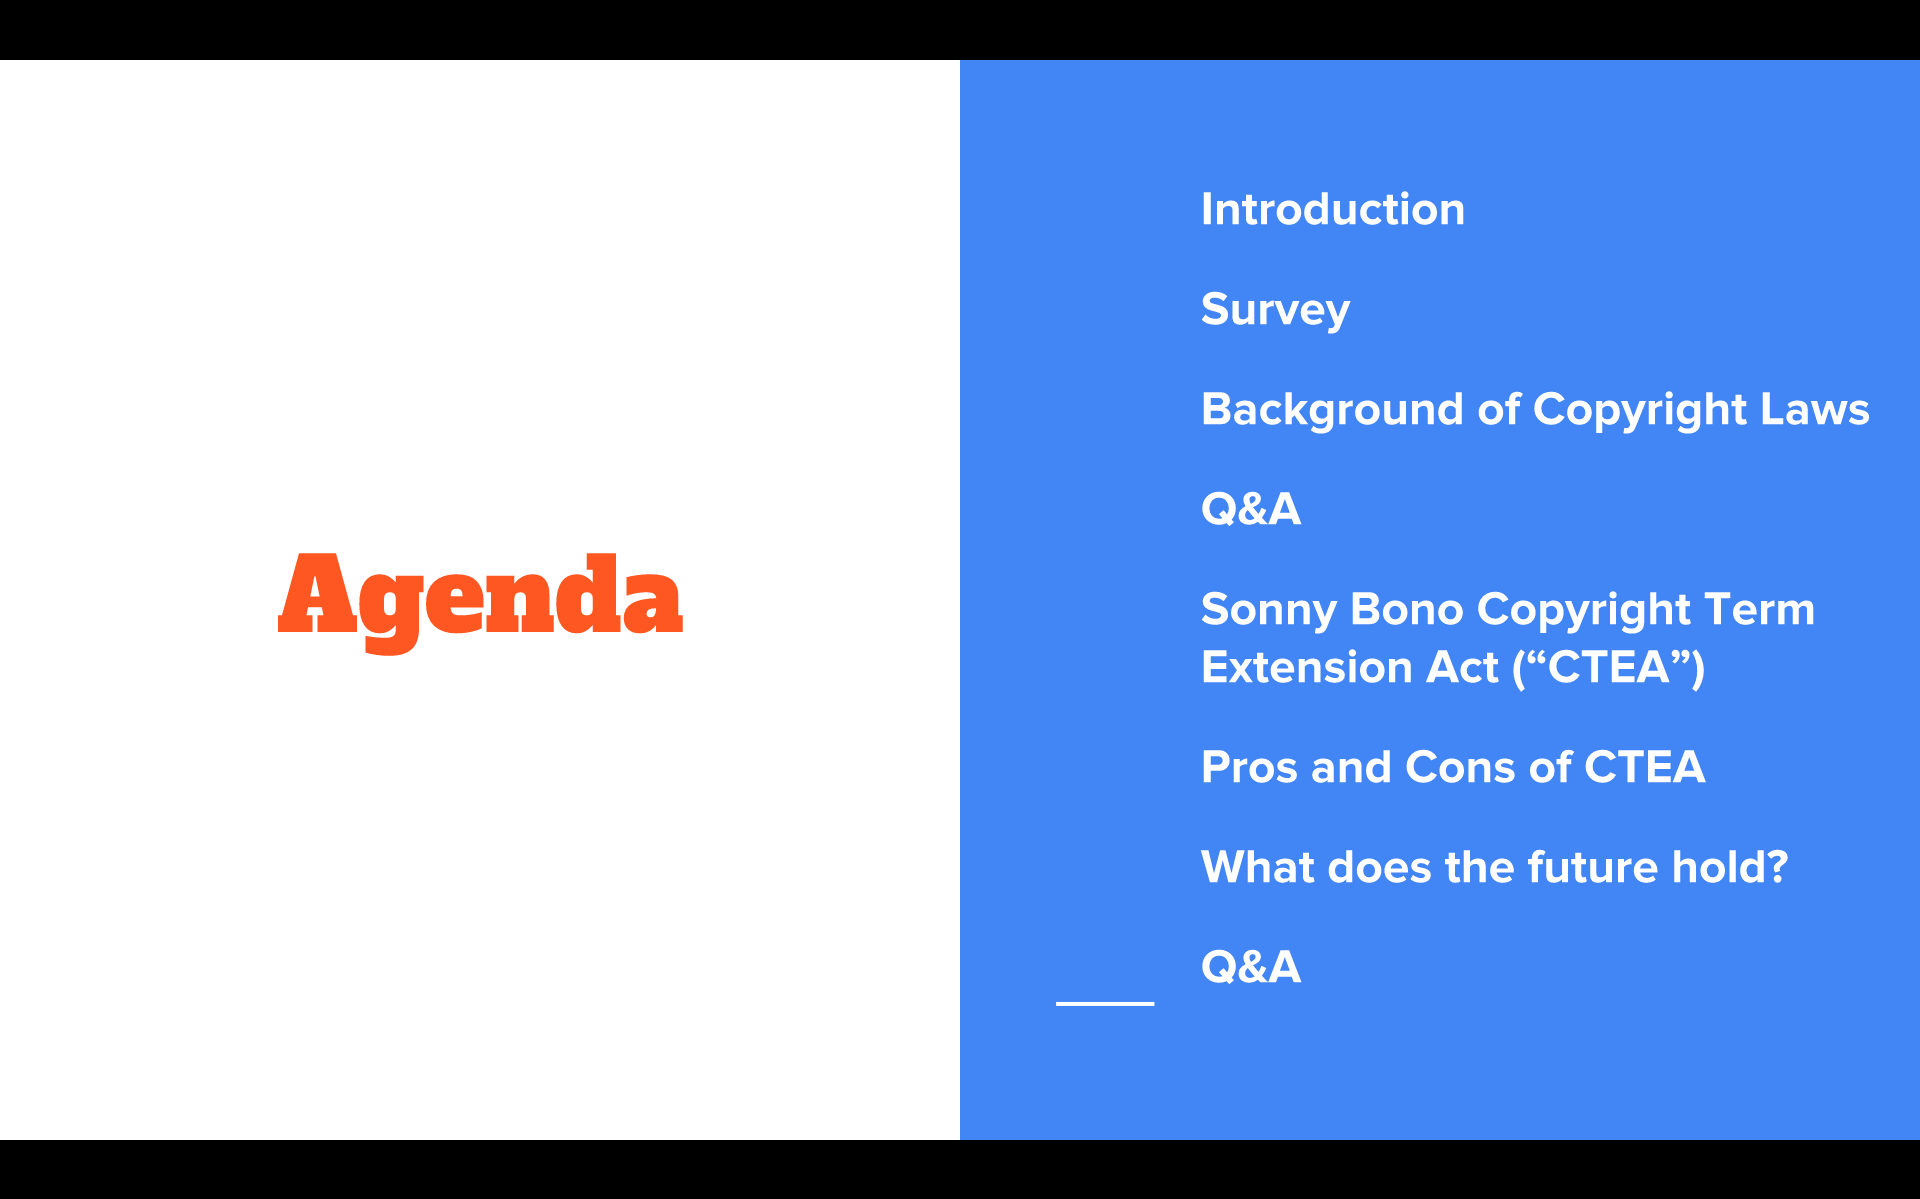 Agenda
Introduction
Survey
Background of Copyright Laws
Q&A
Sonny Bono Copyright Term
Extension Act (“CTEA”)
Pros and Cons of CTEA
What does the future hold?
Q&A